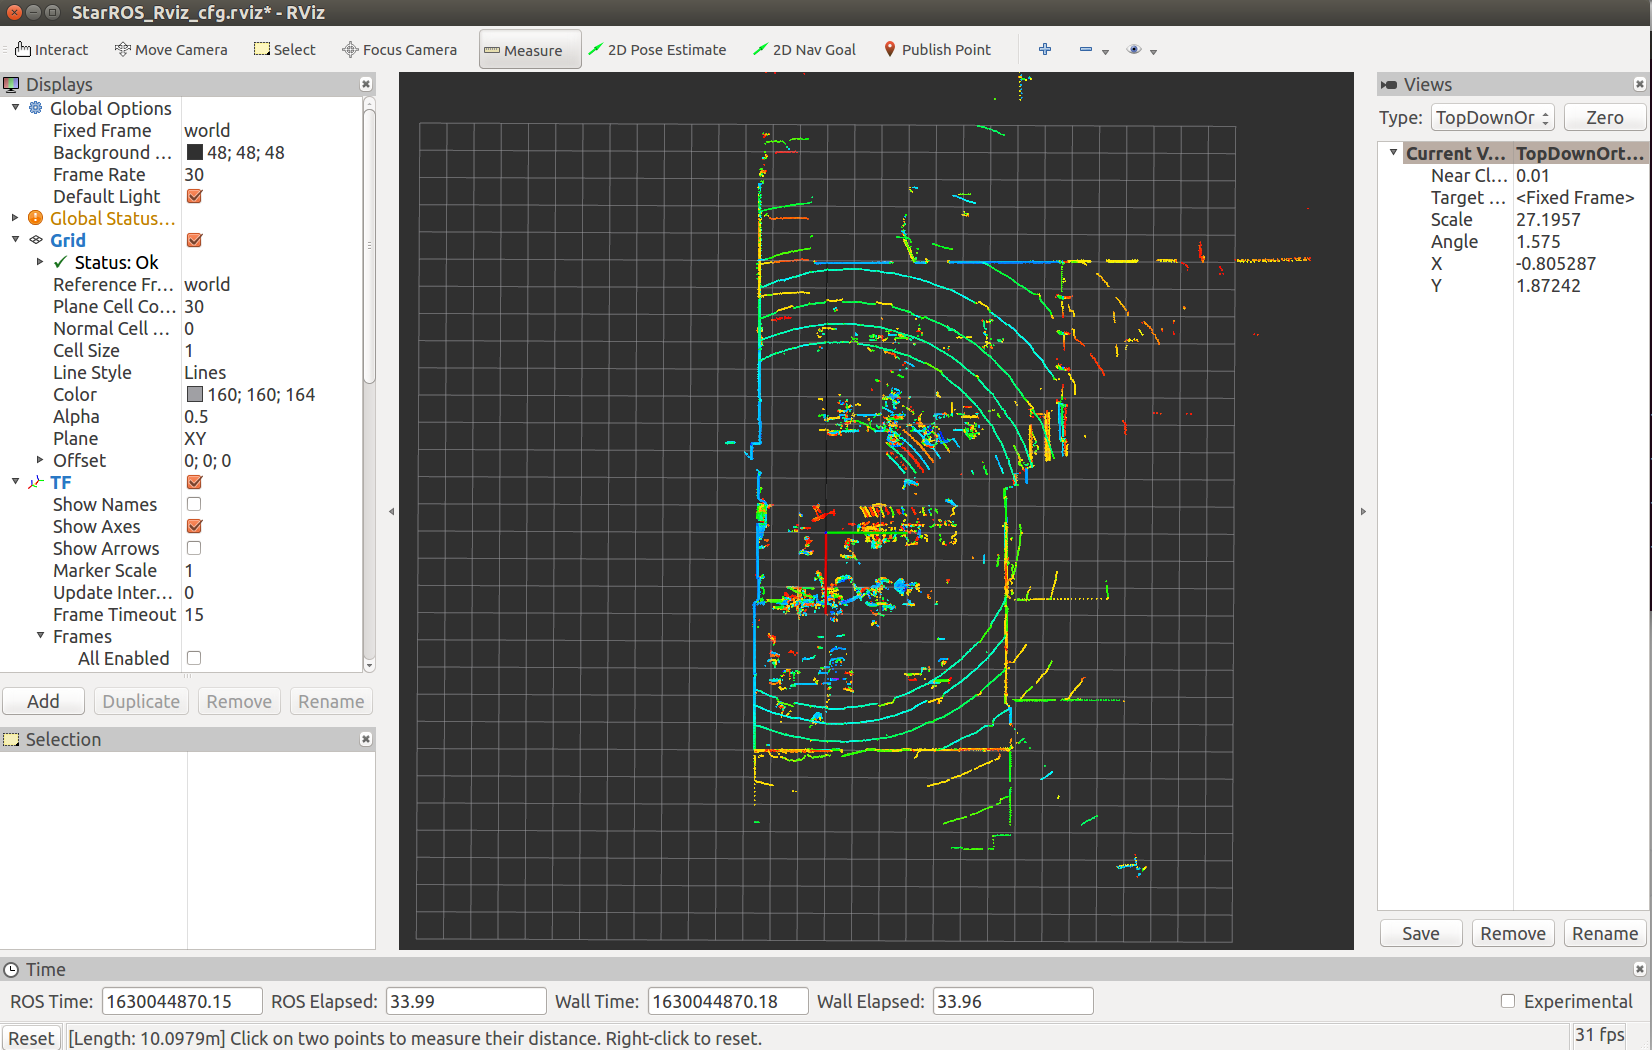 StarROS_Rviz_cfg.rviz* - RViz
Interact Move Camera Select Focus Camera Measure 2D Pose Estimate 2D Nav Goal Publish Point
Displays
Global Options
Fixed Frame world
Background ... 48; 48; 48
Frame Rate 30
Default Light
Global Status...
Grid
Status: Ok
Reference Fr... world
Plane Cell Co... 30
Normal Cell ... 0
Cell Size 1
Line Style Lines
Color 160; 160; 164
Alpha 0.5
Plane XY
Offset 0; 0; 0
TF
Show Names
Show Axes
Show Arrows
Marker Scale 1
Update Inter... 0
Frame Timeout 15
Frames
All Enabled
Add Duplicate Remove Rename
Selection
Views
Type: TopDownOr Zero
Current V... TopDownOrt...
Near Cl... 0.01
Target ... <Fixed Frame>
Scale 27.1957
Angle 1.575
X -0.805287
Y 1.87242
Save Remove Rename
Time
ROS Time: 1630044870.15 ROS Elapsed: 33.99 Wall Time: 1630044870.18 Wall Elapsed: 33.96 Experimental
Reset [Length: 10.0979m] Click on two points to measure their distance. Right-click to reset. 31 fps